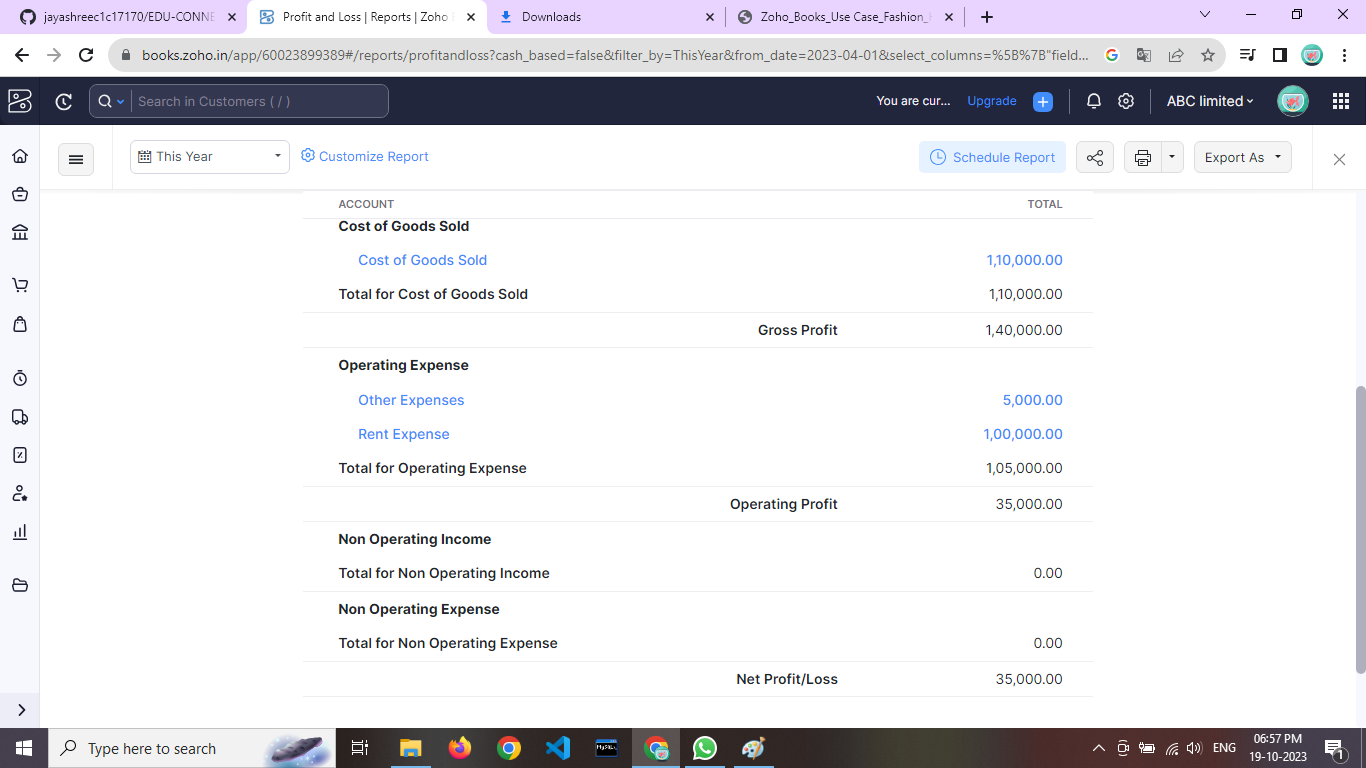 jayashreec1c17170/EDU-CONNE
Profit and Loss | Reports | Zoho
Downloads
Zoho_Books_Use Case_Fashion_
books.zoho.in/app/60023899389#/reports/profitandloss?cash_based=false&filter_by=ThisYear&from_date=2023-04-01&select_columns=%5B%7B"field...
Search in Customers ( / )
You are cur...
Upgrade
ABC limited
This Year
Customize Report
Schedule Report
Export As
ACCOUNT TOTAL
Cost of Goods Sold
Cost of Goods Sold 1,10,000.00
Total for Cost of Goods Sold 1,10,000.00
Gross Profit 1,40,000.00
Operating Expense
Other Expenses 5,000.00
Rent Expense 1,00,000.00
Total for Operating Expense 1,05,000.00
Operating Profit 35,000.00
Non Operating Income
Total for Non Operating Income 0.00
Non Operating Expense
Total for Non Operating Expense 0.00
Net Profit/Loss 35,000.00
Type here to search
MySQL
ENG
06:57 PM
19-10-2023
1